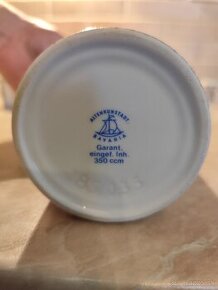 ALTENKUNSTADT
BAVARIA
Garant.
eingef. Inh.
350 ccm